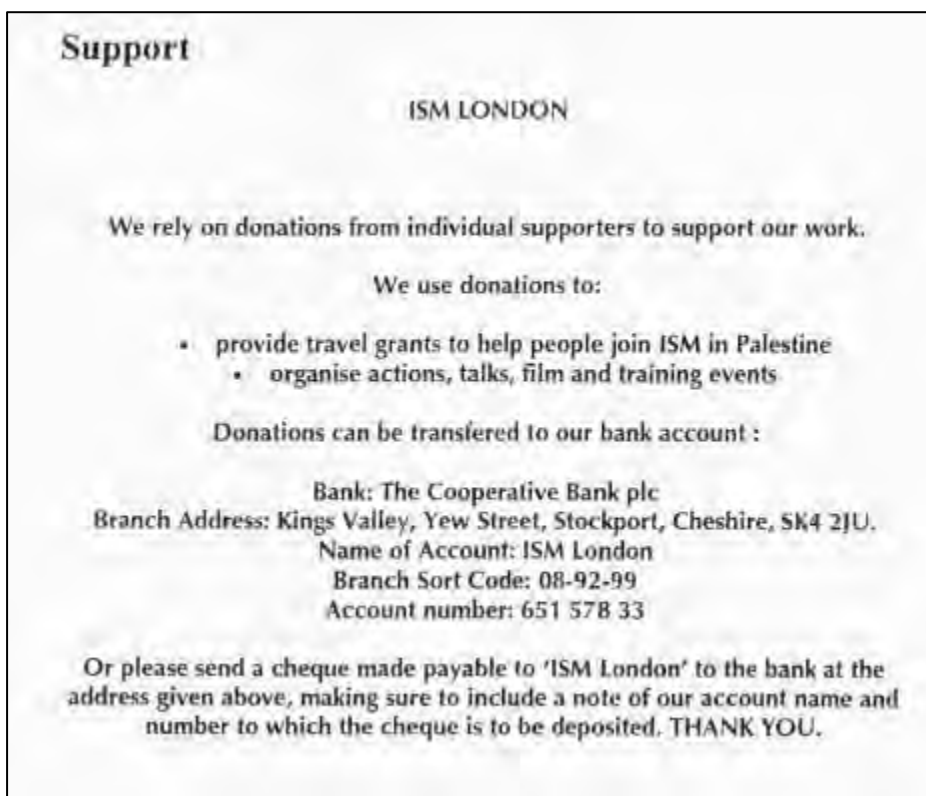 Support
ISM LONDON
We rely on donations from individual supporters to support our work.
We use donations to:
• provide travel grants to help people join ISM in Palestine
• organise actions, talks, film and training events
Donations can be transfered to our bank account :
Bank: The Cooperative Bank plc
Branch Address: Kings Valley, Yew Street, Stockport, Cheshire, SK4 2JU.
Name of Account: ISM London
Branch Sort Code: 08-92-99
Account number: 651 578 33
Or please send a cheque made payable to 'ISM London' to the bank at the
address given above, making sure to include a note of our account name and
number to which the cheque is to be deposited. THANK YOU.